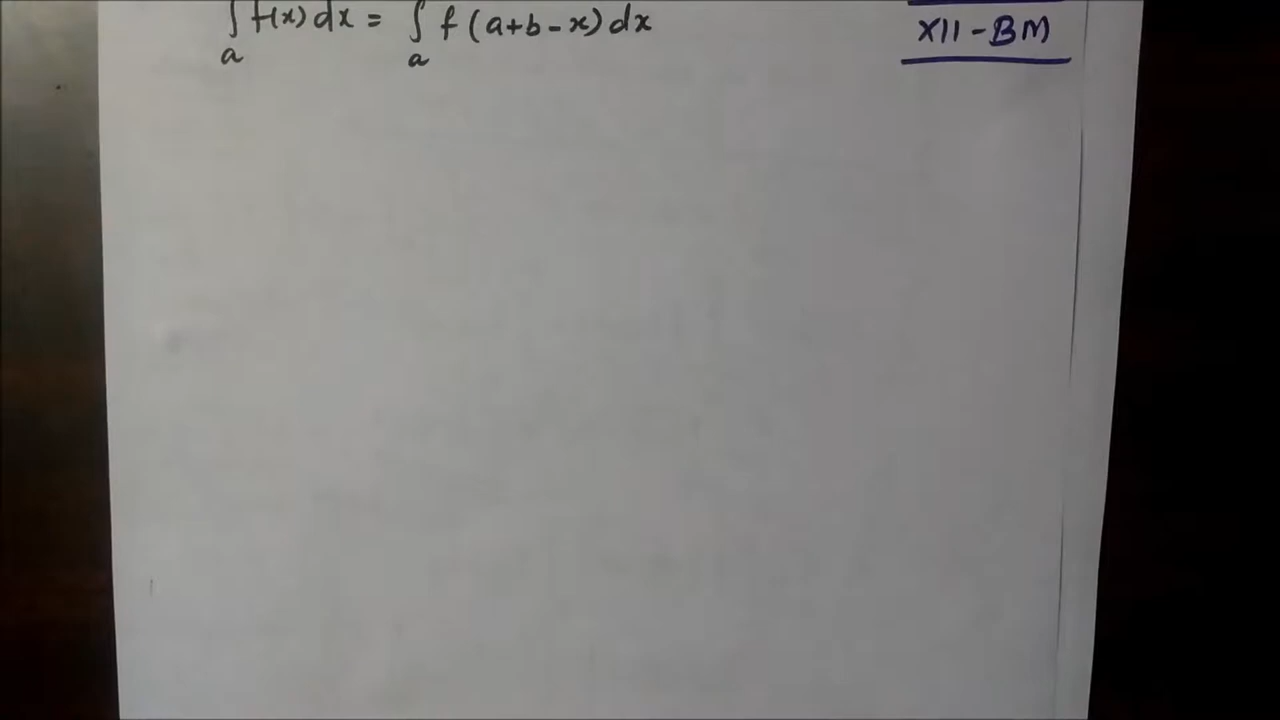 ∫ f(x) dx = ∫ f (a+b-x) dx
a a
XII-BM